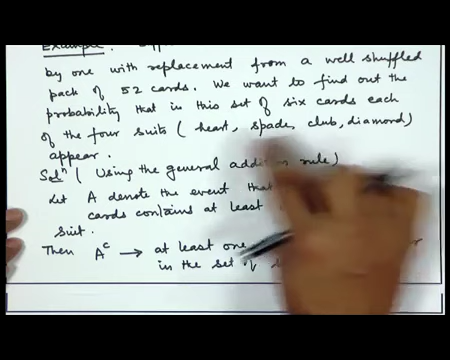 Example:
by one with replacement from a well shuffled
pack of 52 cards. We want to find out the
probability that in this set of six cards each
of the four suits (heart, spade, club, diamond)
appear.
Solⁿ (Using the general addition rule)
Let A denote the event that
cards contains at least
suit.
Then Aᶜ → at least one
in the set of